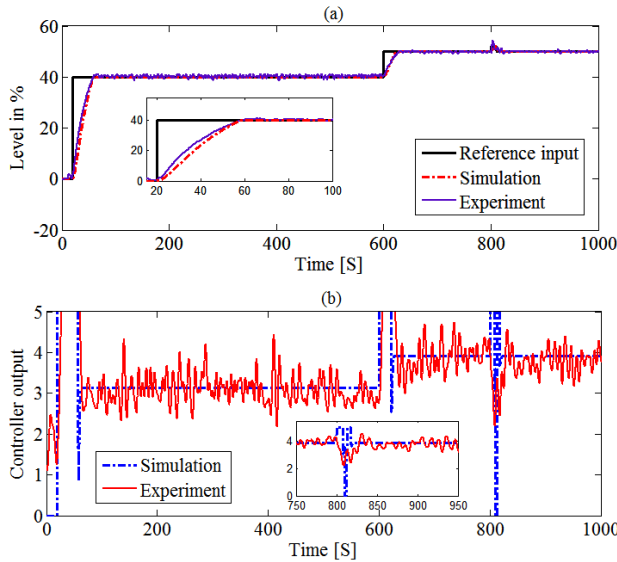 (a)
60
40
20
0
-20
Level in %
40
20
0
20 40 60 80 100
Reference input
Simulation
Experiment
0 200 400 600 800 1000
Time [S]
(b)
5
4
3
2
1
0
Controller output
Simulation
Experiment
4
2
0
750 800 850 900 950
0 200 400 600 800 1000
Time [S]